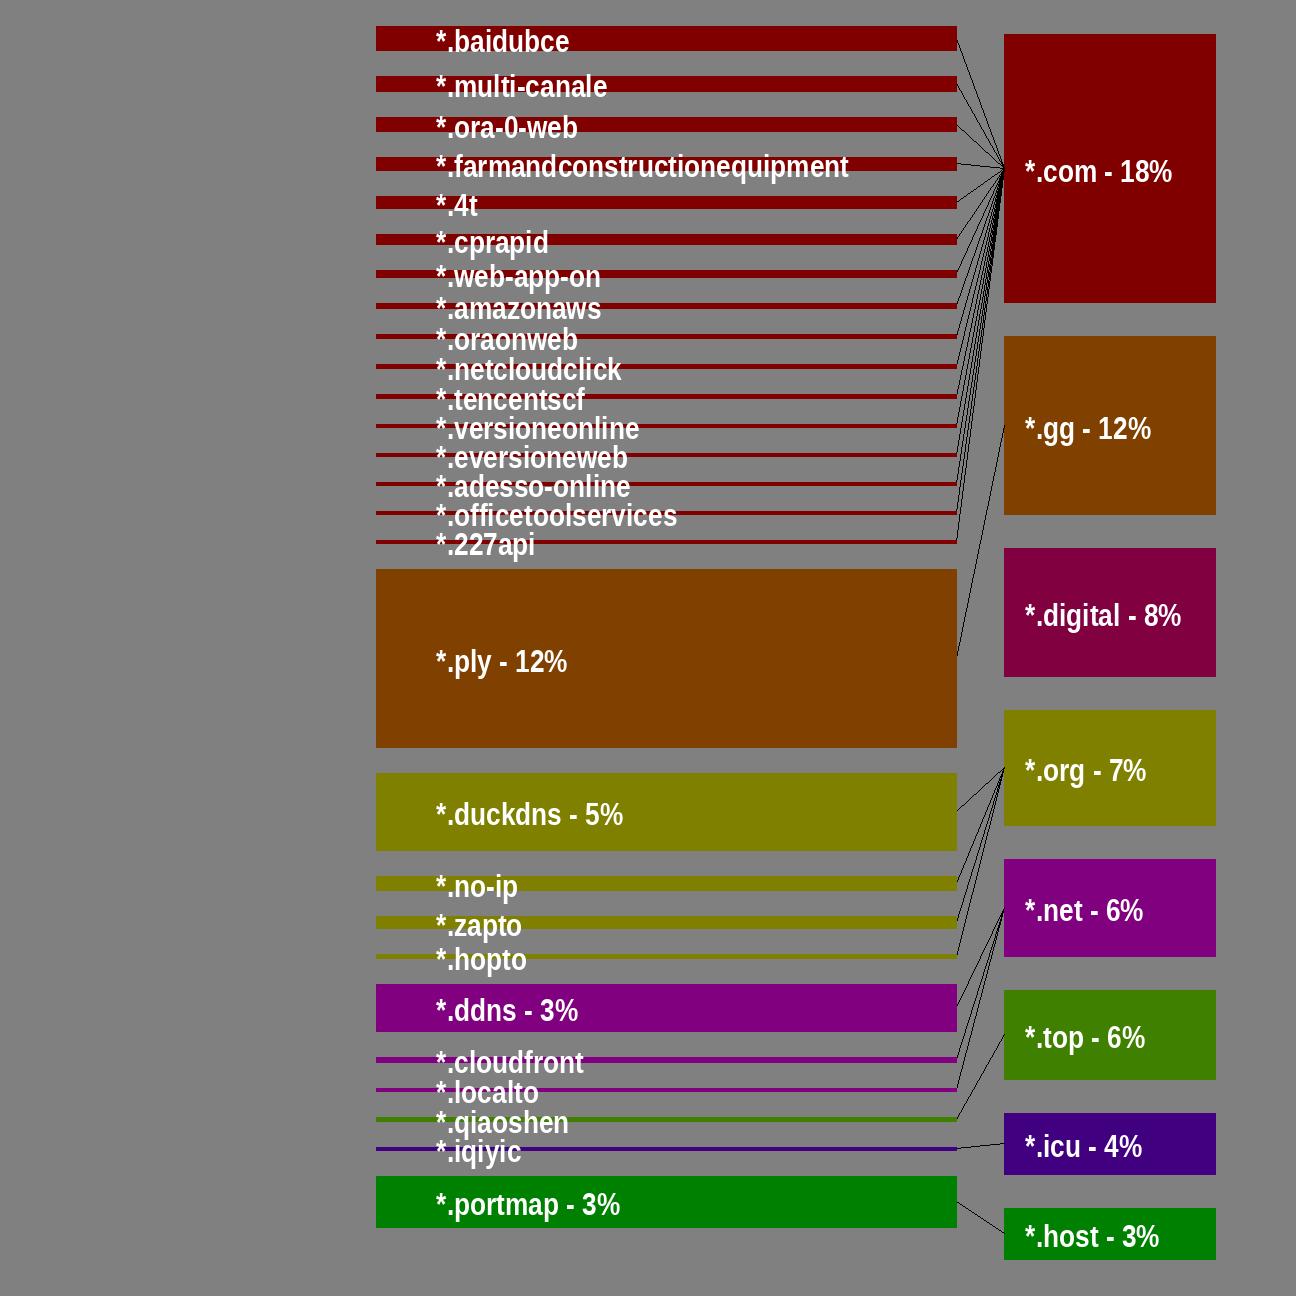 *.baidubce
*.multi-canale
*.ora-0-web
*.farmandconstructionequipment
*.4t
*.cprapid
*.web-app-on
*.amazonaws
*.oraonweb
*.netcloudclick
*.tencentscf
*.versioneonline
*.eversioneweb
*.adesso-online
*.officetoolservices
*.227api
*.ply - 12%
*.duckdns - 5%
*.no-ip
*.zapto
*.hopto
*.ddns - 3%
*.cloudfront
*.localto
*.qiaoshen
*.iqiyic
*.portmap - 3%
*.com - 18%
*.gg - 12%
*.digital - 8%
*.org - 7%
*.net - 6%
*.top - 6%
*.icu - 4%
*.host - 3%